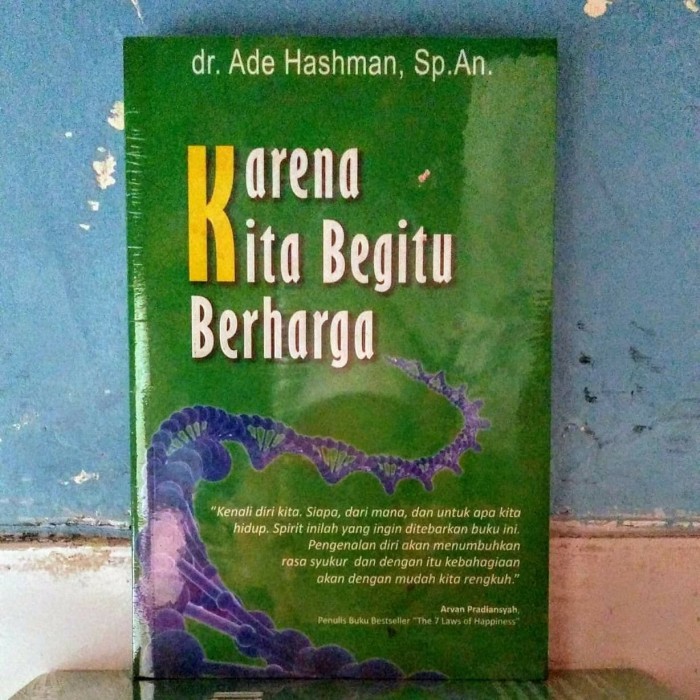 dr. Ade Hashman, Sp.An.
Karena
Kita Begitu
Berharga
"Kenali diri kita. Siapa, dari mana, dan untuk apa kita
hidup. Spirit inilah yang ingin ditebarkan buku ini.
Pengenalan diri akan menumbuhkan
rasa syukur dan dengan itu kebahagiaan
akan dengan mudah kita rengkuh."
Arvan Pradiansyah,
Penulis Buku Bestseller "The 7 Laws of Happiness"